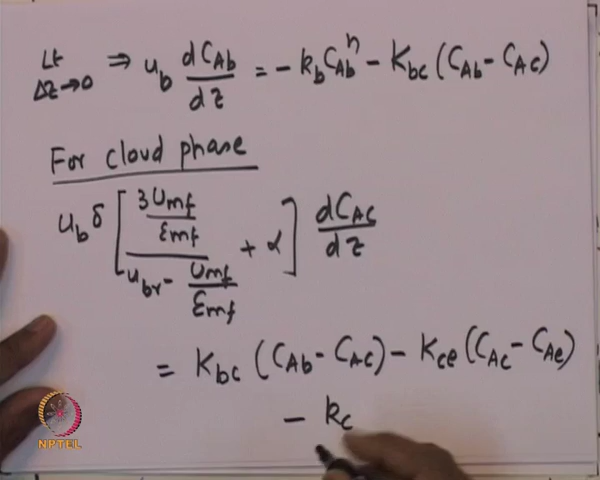 Lt Δz→0 ⇒ u_b dC_Ab/dz = - k_b C_Ab^n - K_bc (C_Ab - C_Ac)
For cloud phase
u_b δ [ (3U_mf/ε_mf)/(u_br - U_mf/ε_mf) + α ] dC_Ac/dz
= K_bc (C_Ab - C_Ac) - K_ce (C_Ac - C_Ae)
- k_c
NPTEL